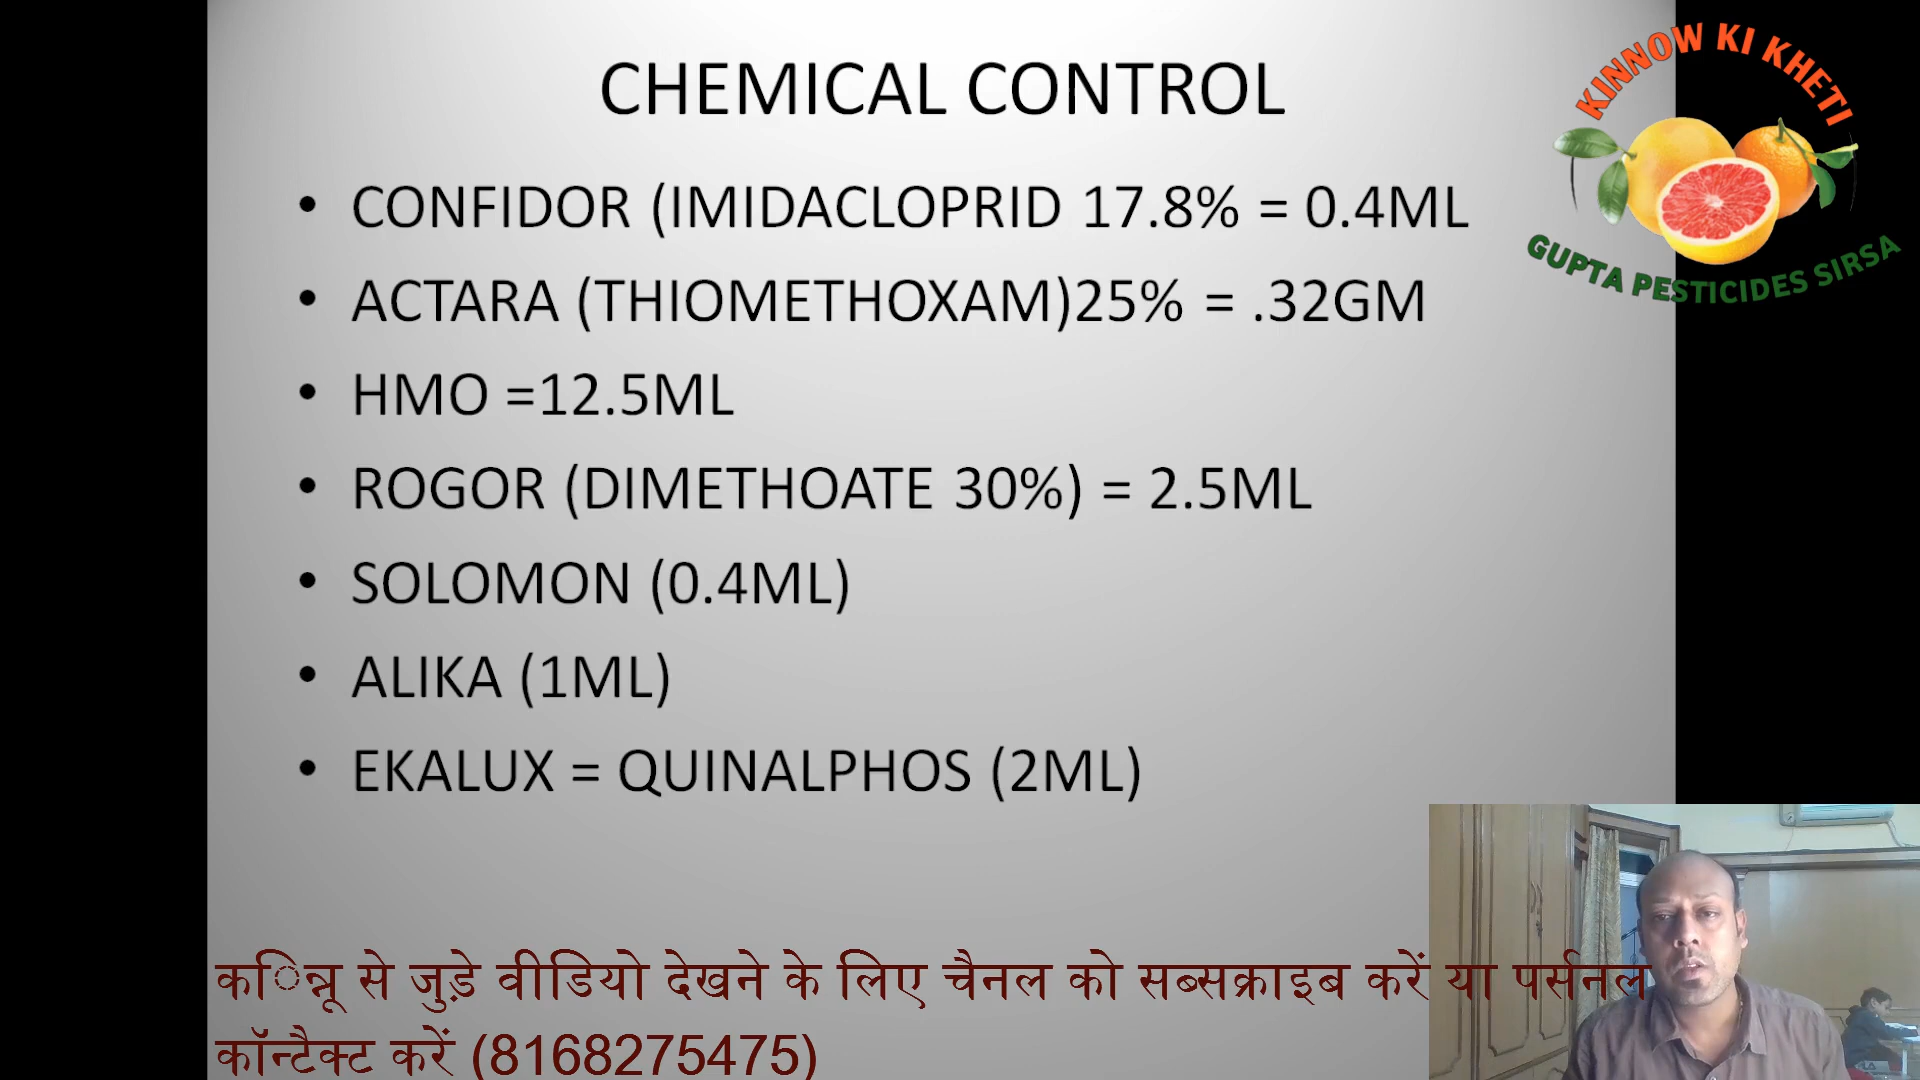 CHEMICAL CONTROL
KINNOW KI KHETI
GUPTA PESTICIDES SIRSA
• CONFIDOR (IMIDACLOPRID 17.8% = 0.4ML
• ACTARA (THIOMETHOXAM)25% = .32GM
• HMO =12.5ML
• ROGOR (DIMETHOATE 30%) = 2.5ML
• SOLOMON (0.4ML)
• ALIKA (1ML)
• EKALUX = QUINALPHOS (2ML)
कििन्नू से जुड़े वीडियो देखने के लिए चैनल को सब्सक्राइब करें या पर्सनल
कॉन्टैक्ट करें (8168275475)